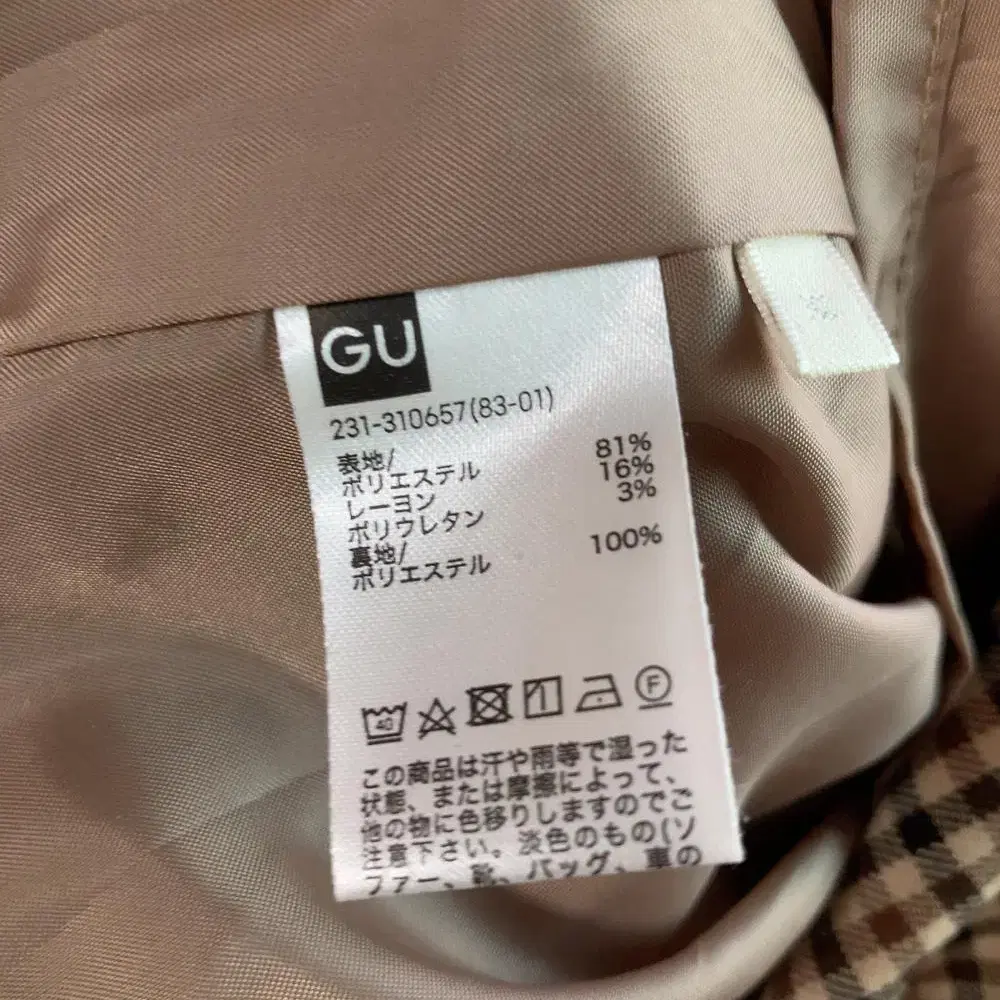 GU
231-310657(83-01)
表地/
ポリエステル 81%
レーヨン 16%
ポリウレタン 3%
裏地/
ポリエステル 100%
40
F
この商品は汗や雨等で湿った
状態、または摩擦によって、
他の物に色移りしますのでご
注意下さい。淡色のもの(ソ
ファー、靴、バッグ、車の